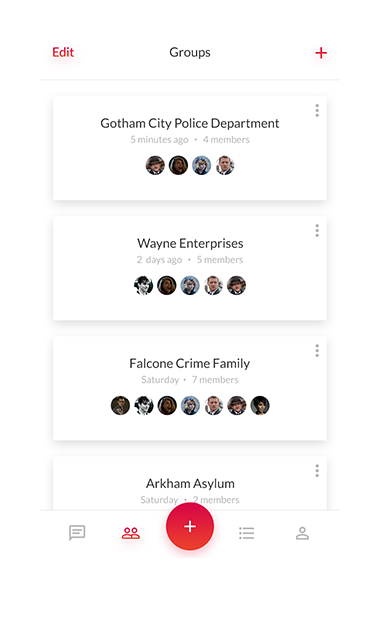 Edit Groups
Gotham City Police Department
5 minutes ago • 4 members
Wayne Enterprises
2 days ago • 5 members
Falcone Crime Family
Saturday • 7 members
Arkham Asylum
Saturday • 2 members